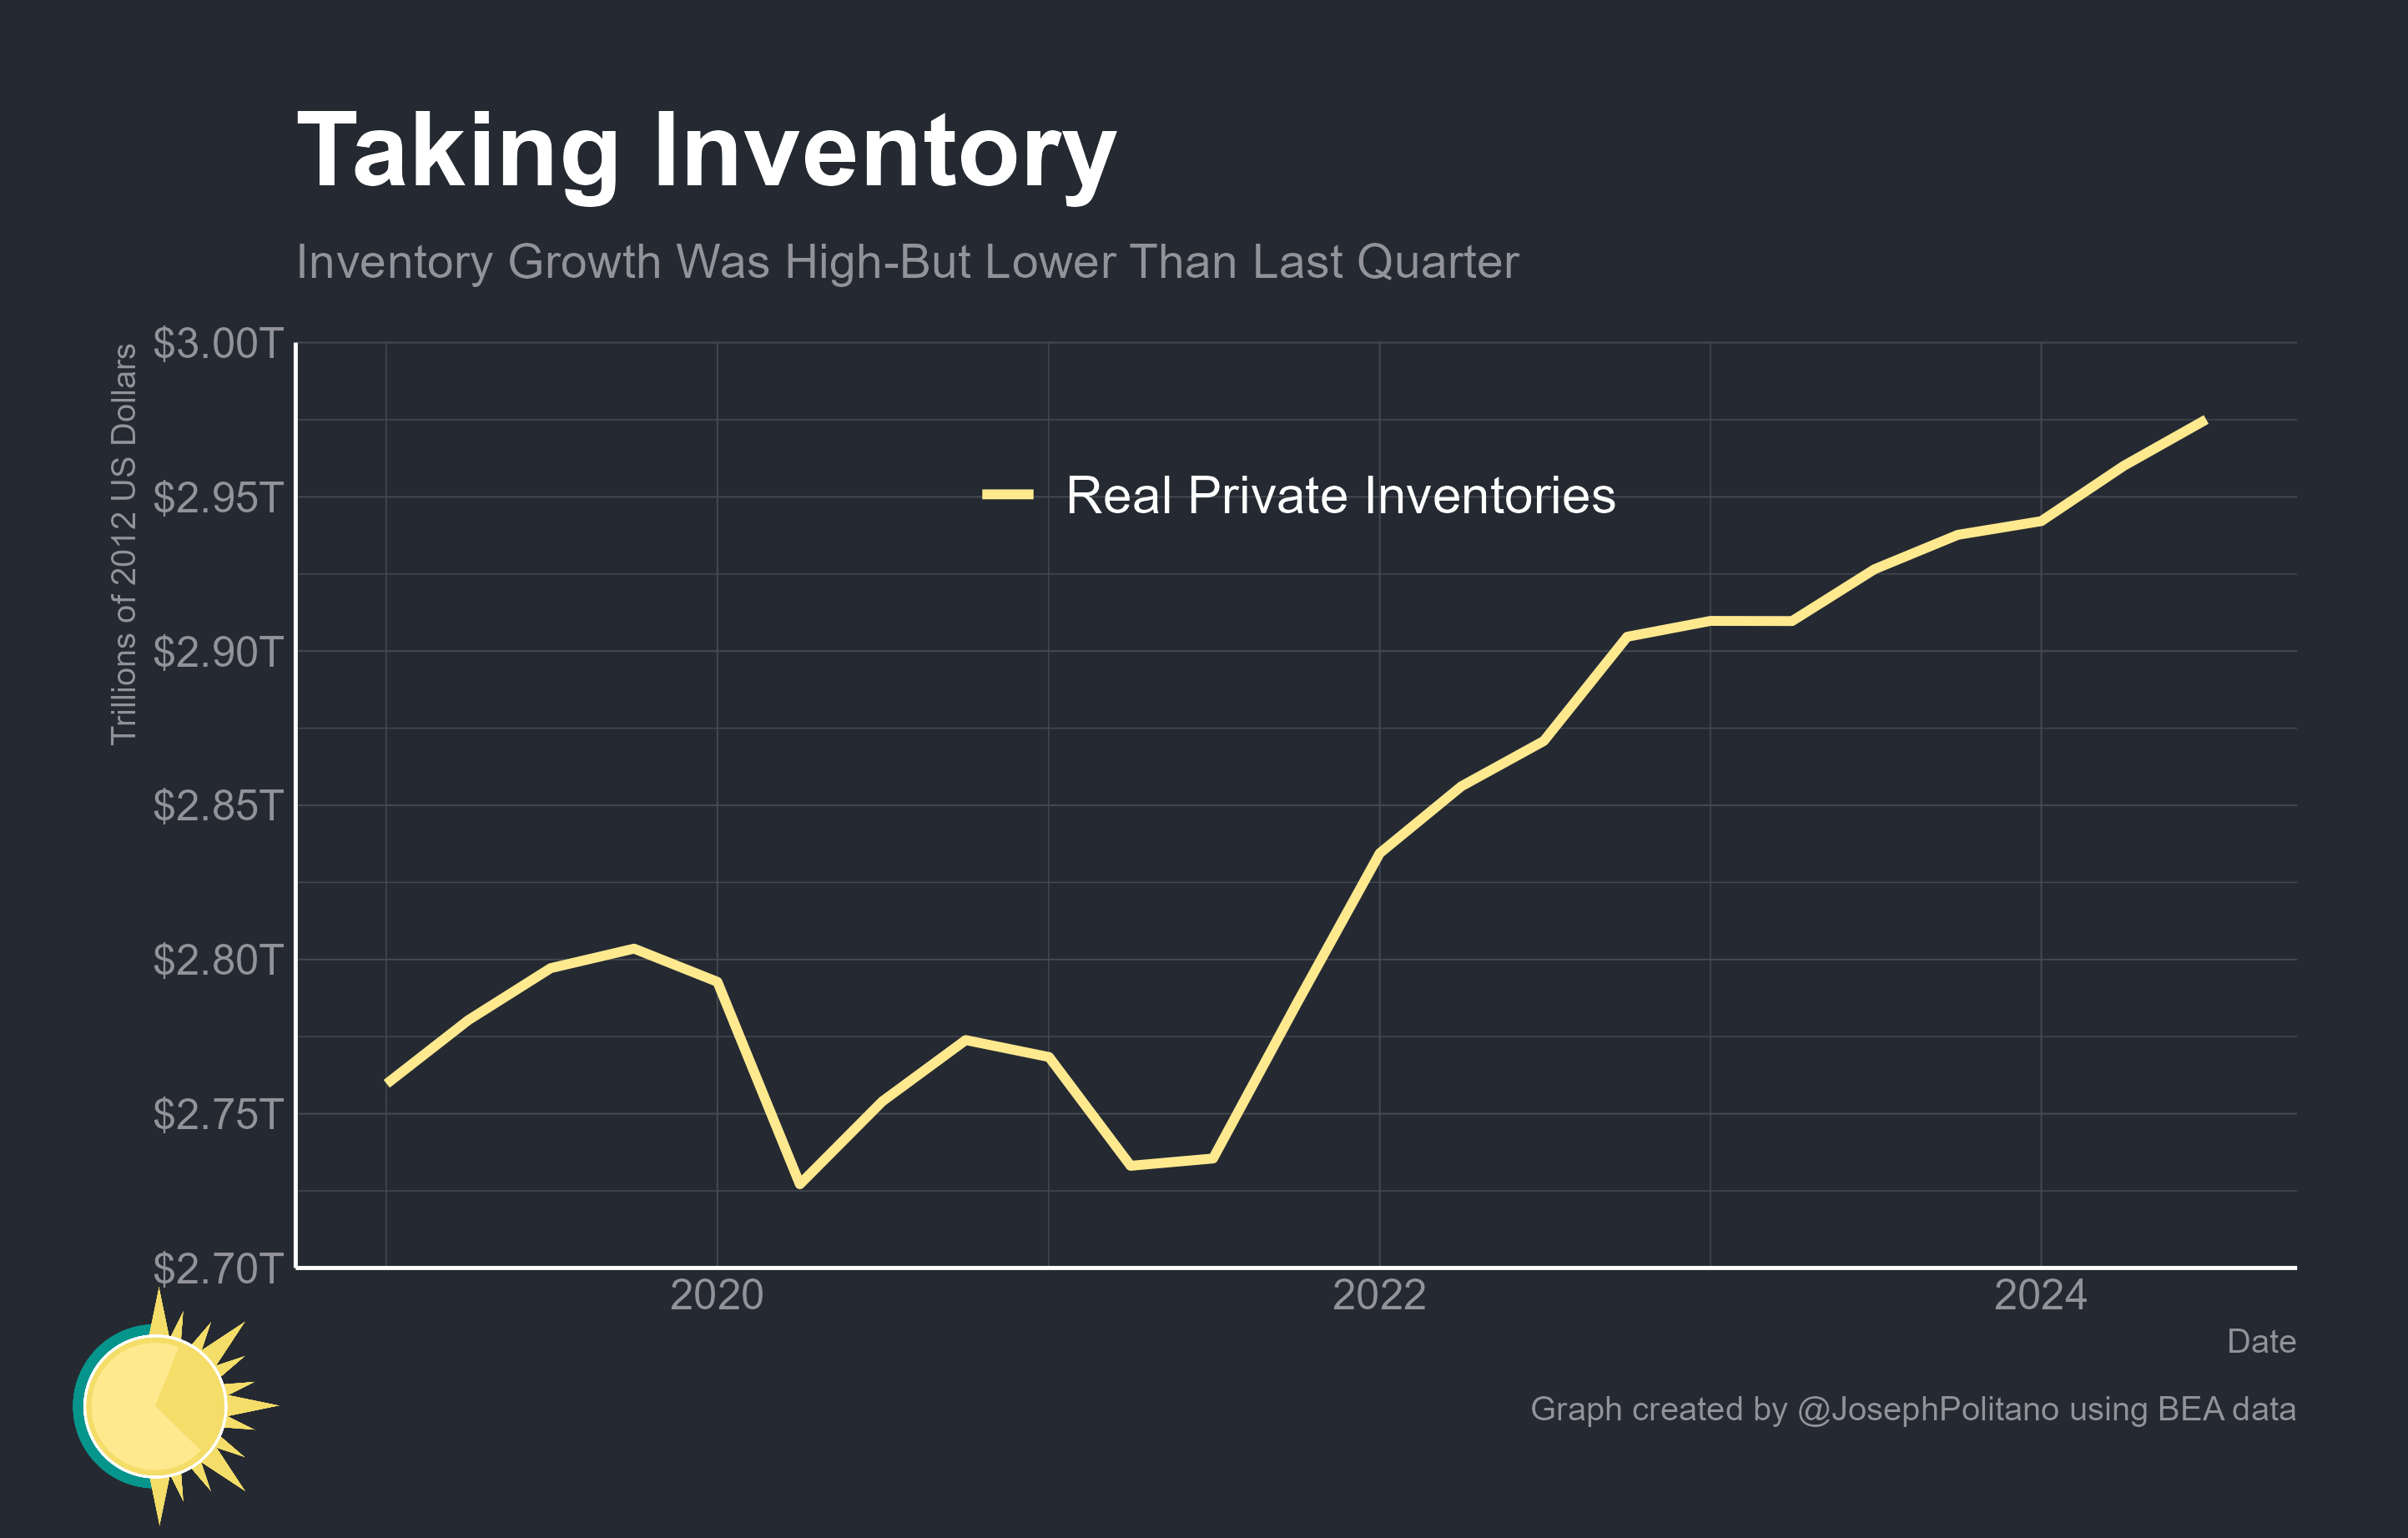 Taking Inventory
Inventory Growth Was High-But Lower Than Last Quarter
Trillions of 2012 US Dollars
$3.00T
$2.95T
$2.90T
$2.85T
$2.80T
$2.75T
$2.70T
Real Private Inventories
2020
2022
2024
Date
Graph created by @JosephPolitano using BEA data